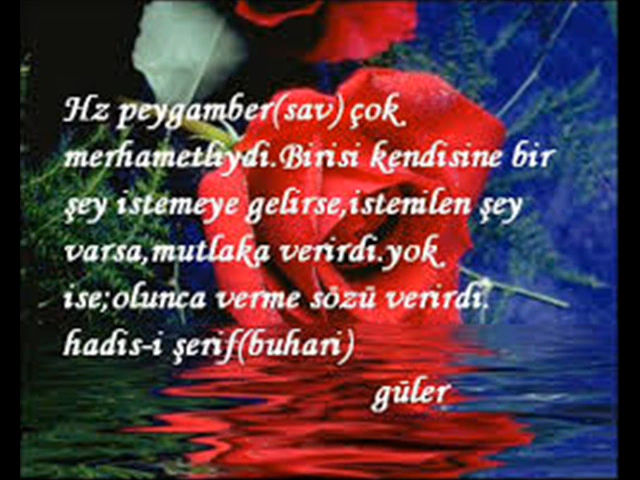 Hz peygamber(sav) çok
merhametliydi.Birisi kendisine bir
şey istemeye gelirse,istenilen şey
varsa,mutlaka verirdi.yok
ise;olunca verme sözü verirdi.
hadis-i şerif(buhari)
güler